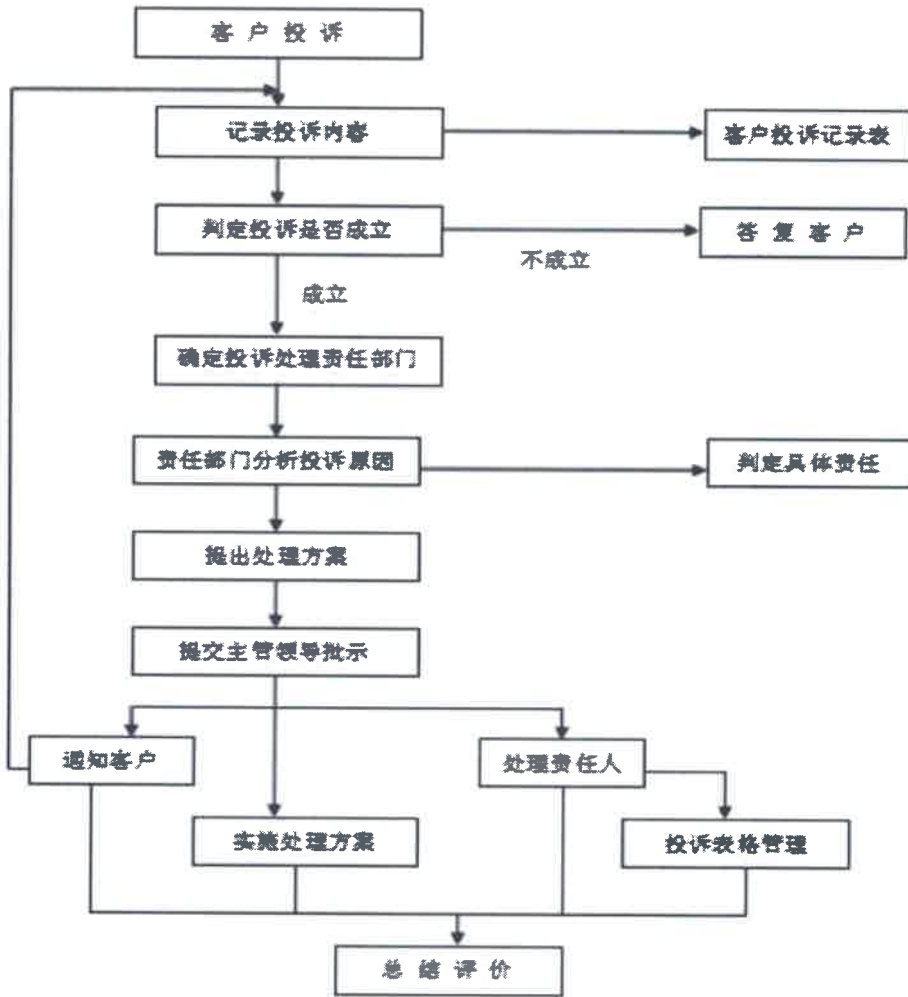 客户投诉
记录投诉内容
客户投诉记录表
判定投诉是否成立
答复客户
不成立
成立
确定投诉处理责任部门
责任部门分析投诉原因
判定具体责任
提出处理方案
提交主管领导批示
通知客户
处理责任人
实施处理方案
投诉表格管理
总结评价